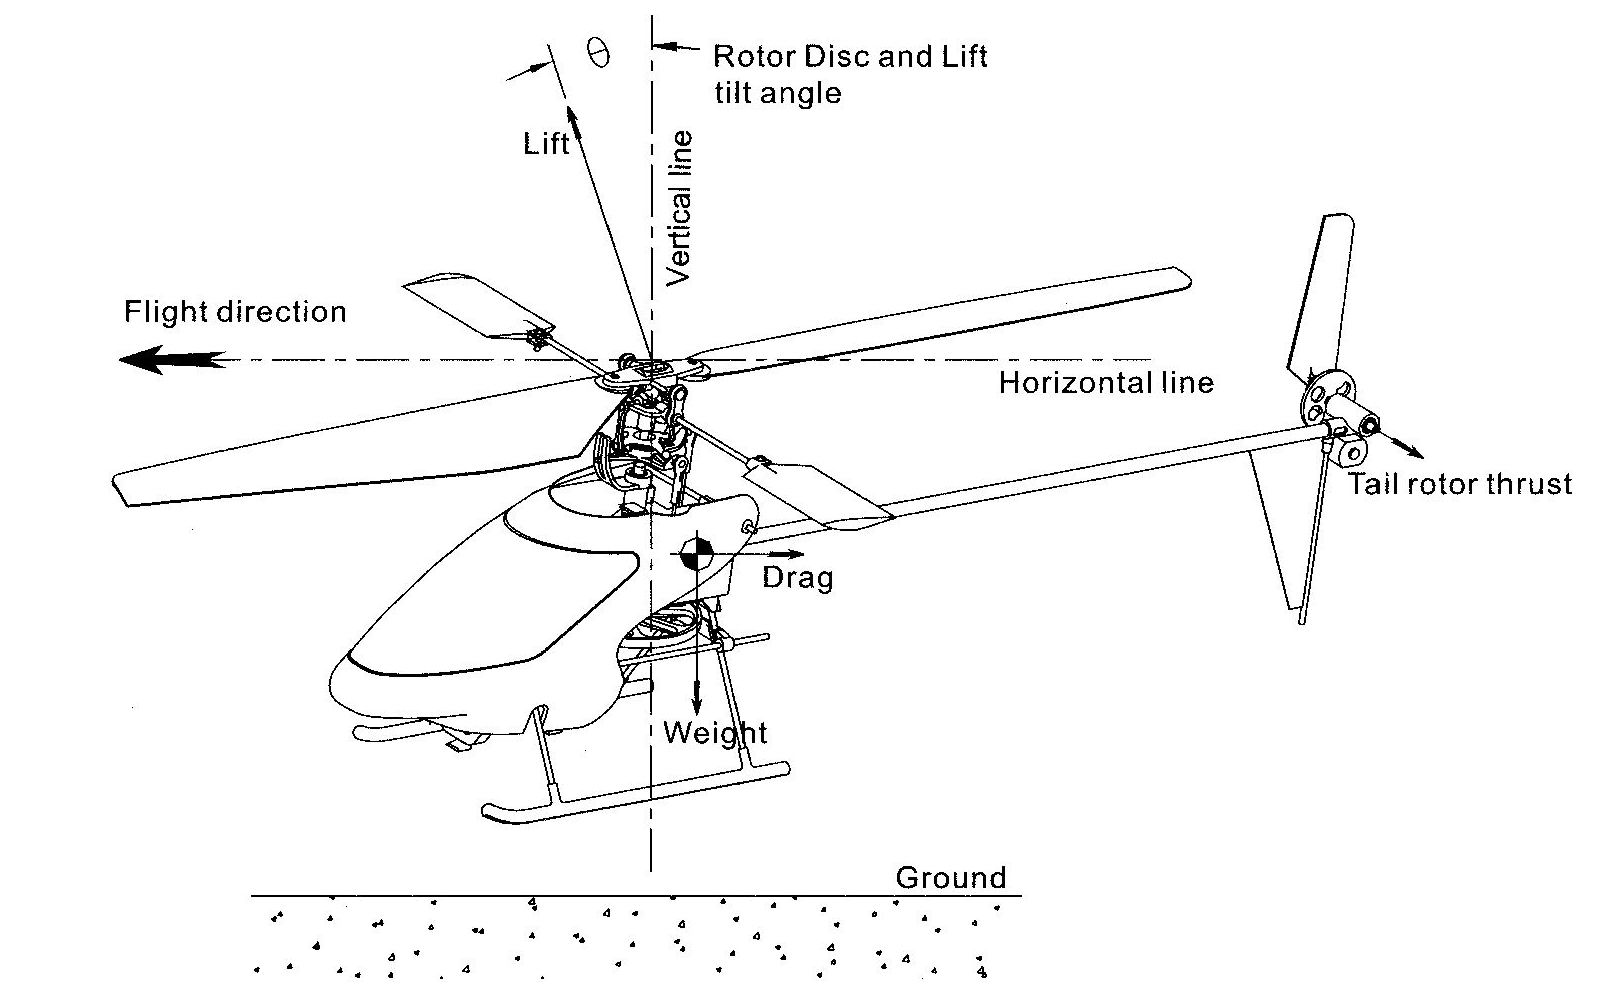 θ
Rotor Disc and Lift
tilt angle
Lift
Vertical line
Flight direction
Horizontal line
Tail rotor thrust
Drag
Weight
Ground